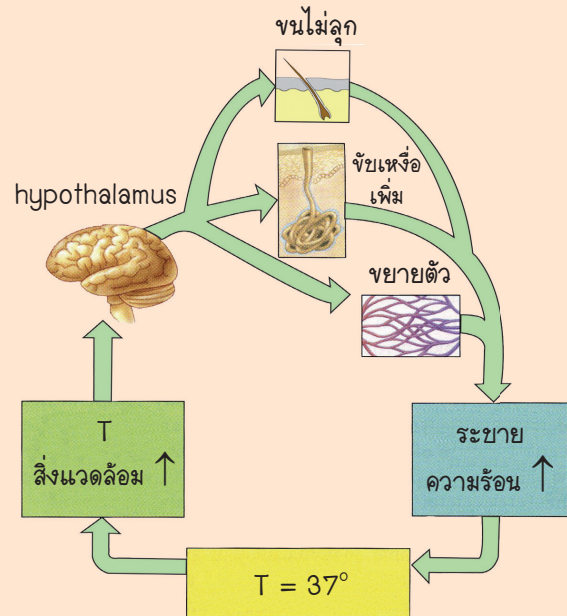 ขนไม่ลุก
ขับเหงื่อ
เพิ่ม
hypothalamus
ขยายตัว
T
สิ่งแวดล้อม ↑
ระบาย
ความร้อน ↑
T = 37°